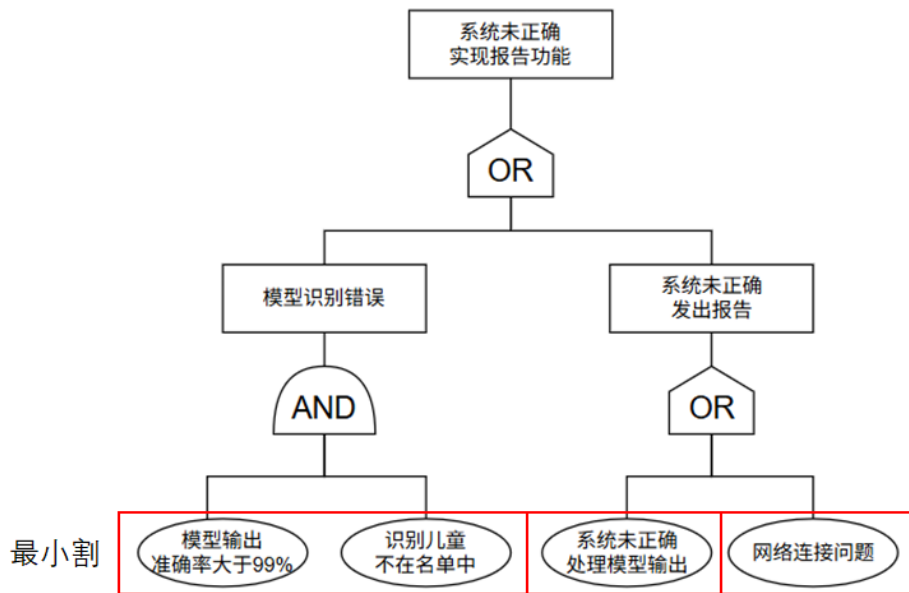 系统未正确
实现报告功能
OR
模型识别错误
系统未正确
发出报告
AND
OR
最小割
模型输出
准确率大于99%
识别儿童
不在名单中
系统未正确
处理模型输出
网络连接问题